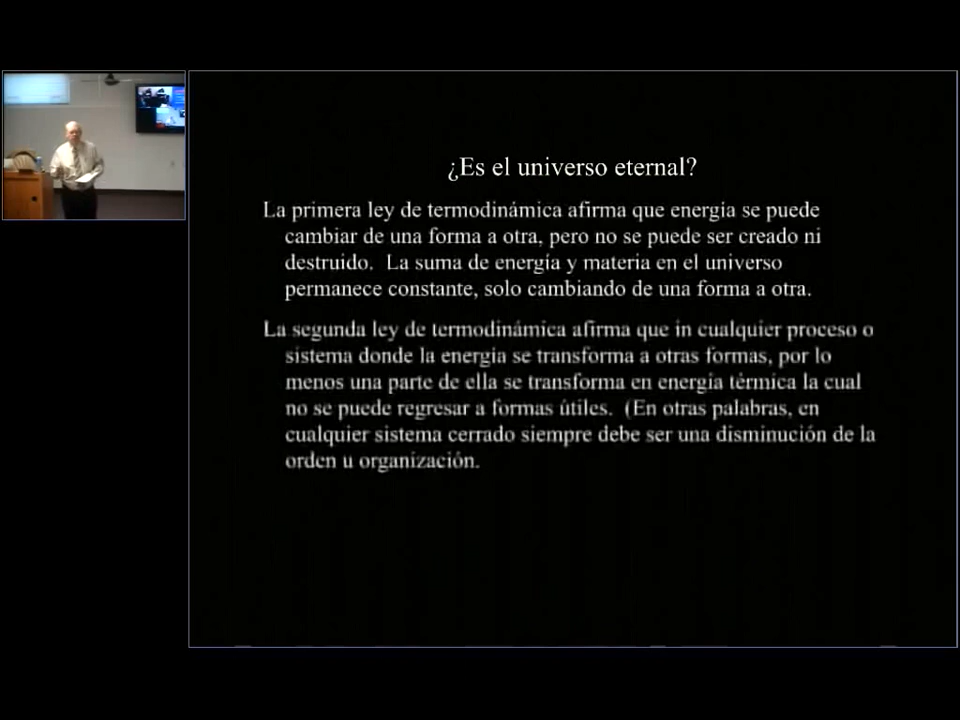 ¿Es el universo eternal?
La primera ley de termodinámica afirma que energía se puede
cambiar de una forma a otra, pero no se puede ser creado ni
destruido. La suma de energía y materia en el universo
permanece constante, solo cambiando de una forma a otra.
La segunda ley de termodinámica afirma que in cualquier proceso o
sistema donde la energía se transforma a otras formas, por lo
menos una parte de ella se transforma en energía térmica la cual
no se puede regresar a formas útiles. (En otras palabras, en
cualquier sistema cerrado siempre debe ser una disminución de la
orden u organización.